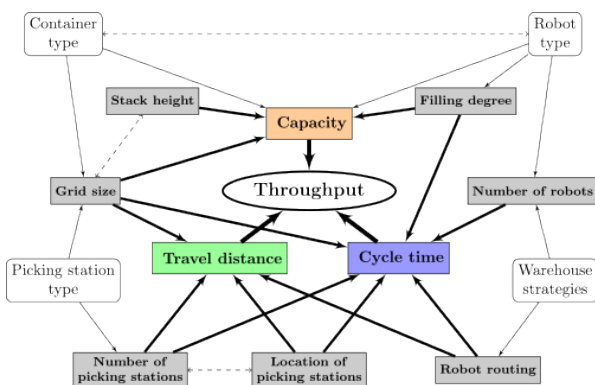 Container
type
Robot
type
Stack height
Filling degree
Capacity
Throughput
Grid size
Number of robots
Travel distance
Cycle time
Picking station
type
Warehouse
strategies
Number of
picking stations
Location of
picking stations
Robot routing